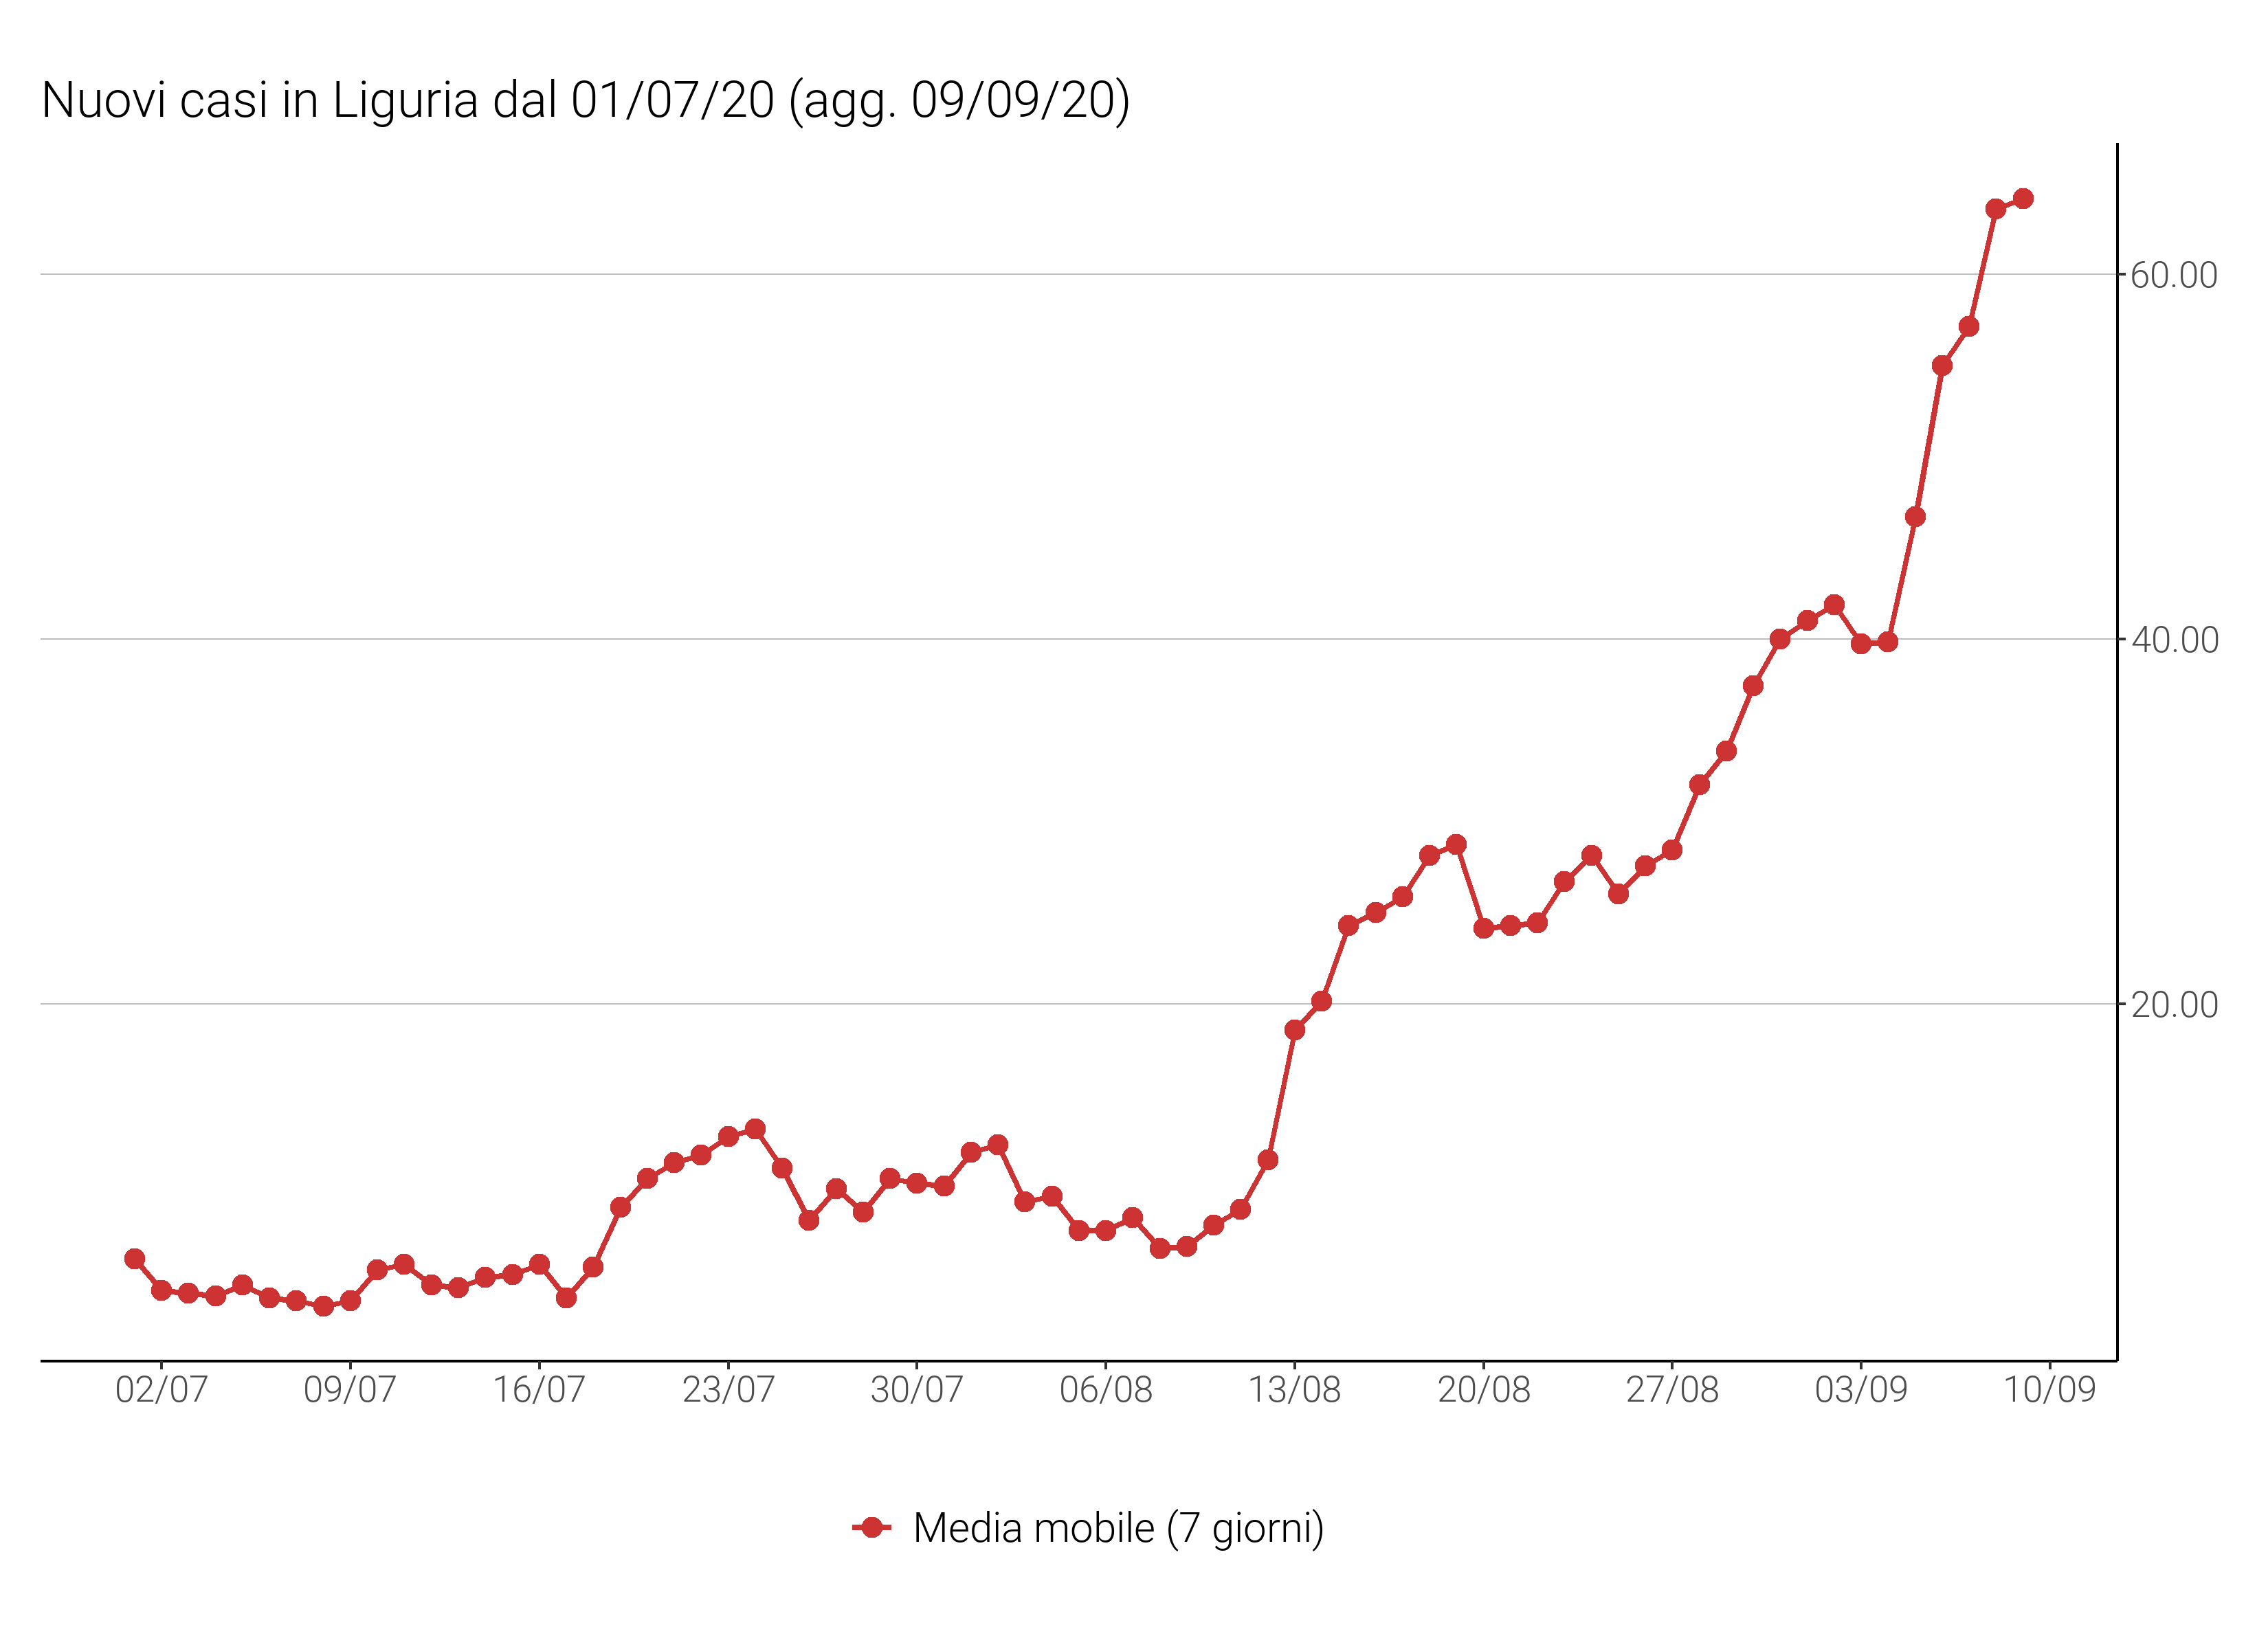 Nuovi casi in Liguria dal 01/07/20 (agg. 09/09/20)
60.00
40.00
20.00
02/07 09/07 16/07 23/07 30/07 06/08 13/08 20/08 27/08 03/09 10/09
Media mobile (7 giorni)